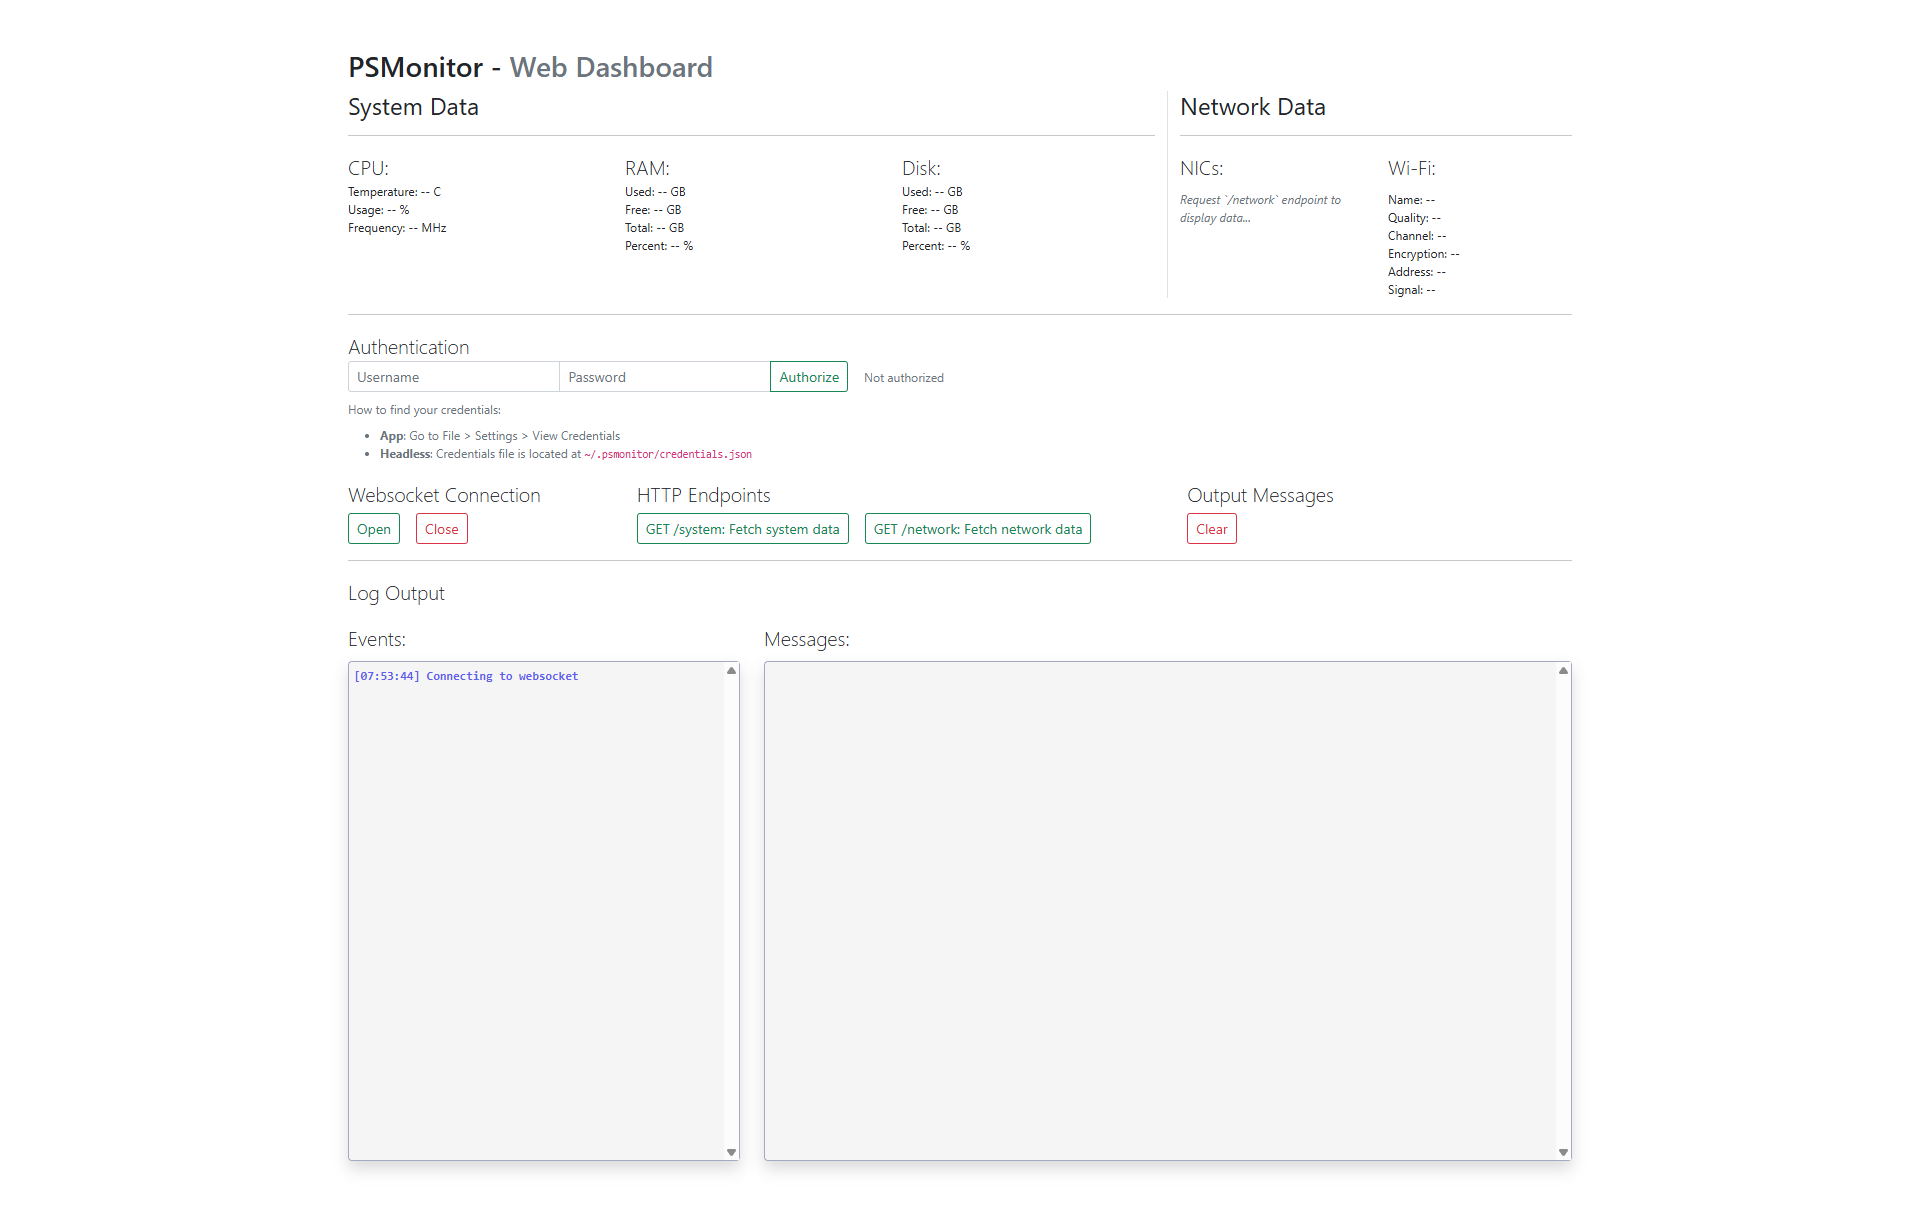 PSMonitor - Web Dashboard
System Data
CPU:
Temperature: -- C
Usage: -- %
Frequency: -- MHz
RAM:
Used: -- GB
Free: -- GB
Total: -- GB
Percent: -- %
Disk:
Used: -- GB
Free: -- GB
Total: -- GB
Percent: -- %
Network Data
NICs:
Request `/network` endpoint to
display data...
Wi-Fi:
Name: --
Quality: --
Channel: --
Encryption: --
Address: --
Signal: --
Authentication
Username
Password
Authorize
Not authorized
How to find your credentials:
• App: Go to File > Settings > View Credentials
• Headless: Credentials file is located at ~/.psmonitor/credentials.json
Websocket Connection
Open
Close
HTTP Endpoints
GET /system: Fetch system data
GET /network: Fetch network data
Output Messages
Clear
Log Output
Events:
[07:53:44] Connecting to websocket
Messages: